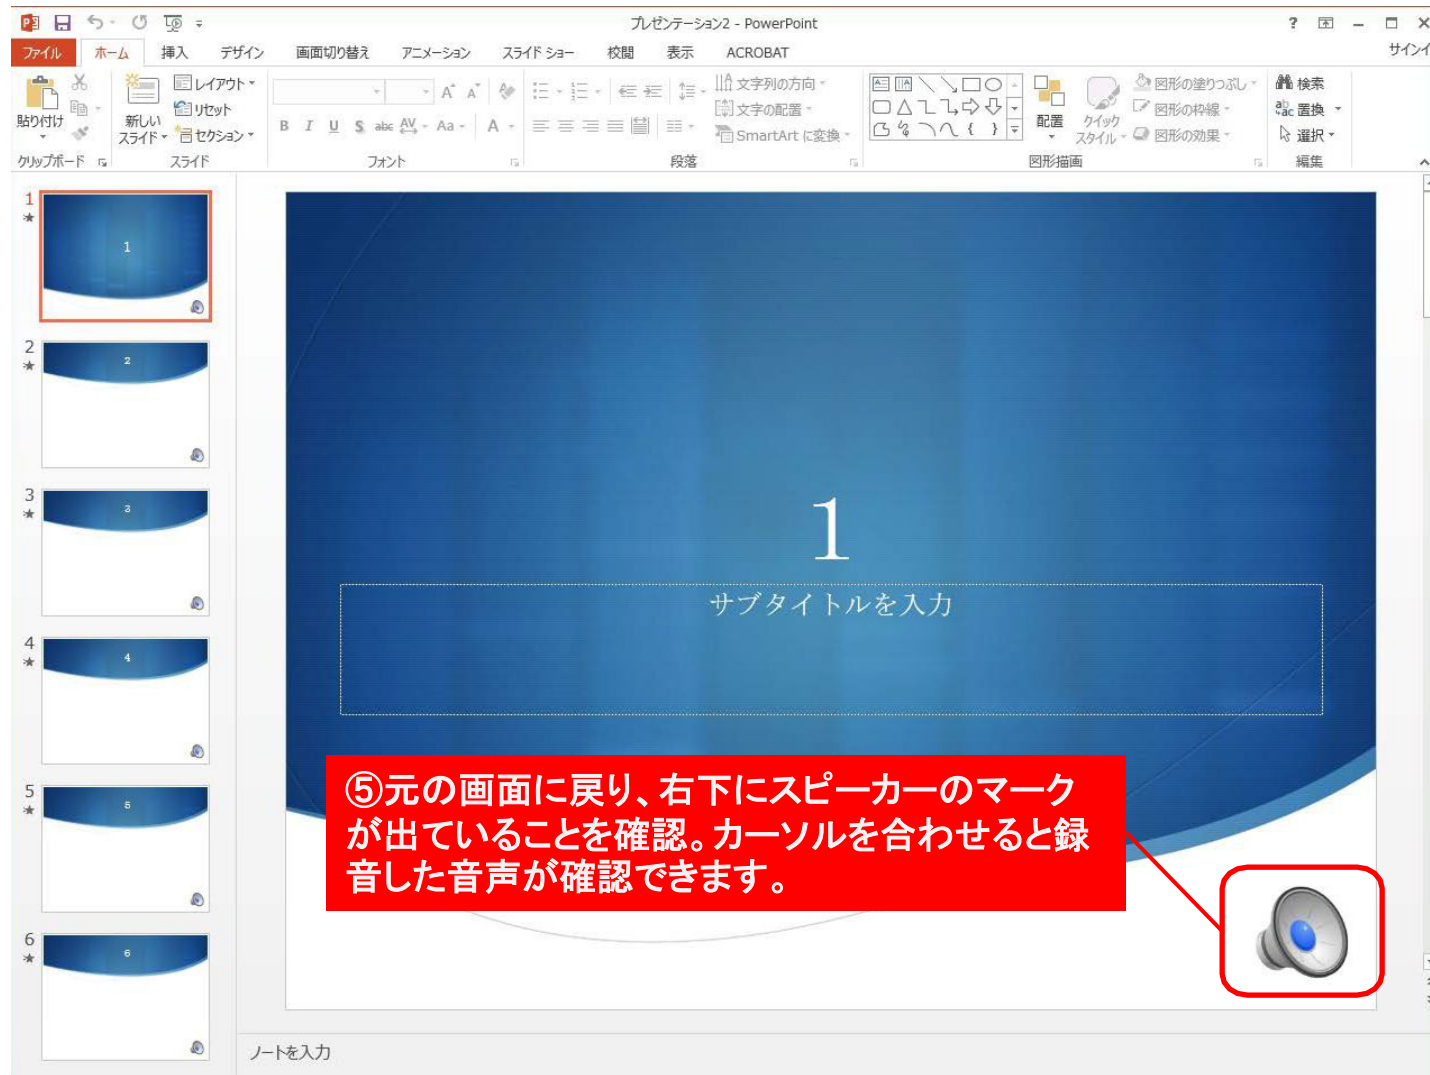 プレゼンテーション2 - PowerPoint
ファイル ホーム 挿入 デザイン 画面切り替え アニメーション スライド ショー 校閲 表示 ACROBAT サインイ
貼り付け
クリップボード
新しい
スライド
レイアウト
リセット
セクション
スライド
B I U S abc AV Aa A
フォント
文字列の方向
文字の配置
SmartArt に変換
段落
配置
クイック
スタイル
図形の塗りつぶし
図形の枠線
図形の効果
図形描画
検索
置換
選択
編集
1
1
2
2
3
3
4
4
5
5
6
6
1
サブタイトルを入力
⑤元の画面に戻り、右下にスピーカーのマーク
が出ていることを確認。カーソルを合わせると録
音した音声が確認できます。
ノートを入力